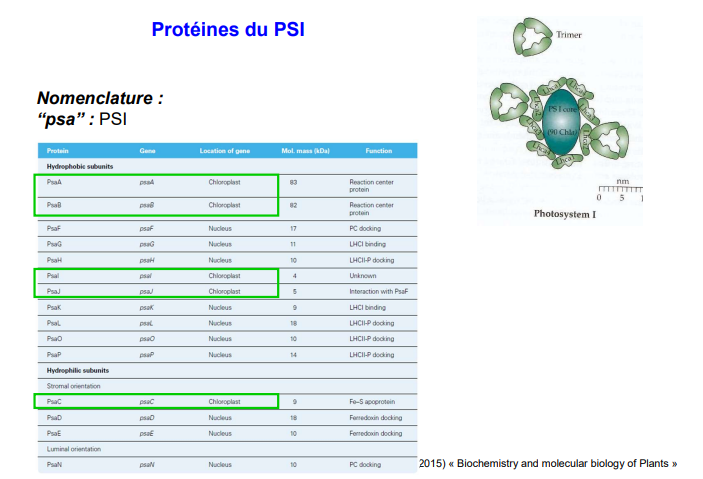 Protéines du PSI
Nomenclature :
“psa” : PSI
Protein Gene Location of gene Mol. mass (kDa) Function
Hydrophobic subunits
PsaA psaA Chloroplast 83 Reaction center
protein
PsaB psaB Chloroplast 82 Reaction center
protein
PsaF psaF Nucleus 17 PC docking
PsaG psaG Nucleus 11 LHCI binding
PsaH psaH Nucleus 10 LHCII-P docking
PsaI psaI Chloroplast 4 Unknown
PsaJ psaJ Chloroplast 5 Interaction with PsaF
PsaK psaK Nucleus 9 LHCI binding
PsaL psaL Nucleus 18 LHCII-P docking
PsaO psaO Nucleus 10 LHCII-P docking
PsaP psaP Nucleus 14 LHCII-P docking
Hydrophilic subunits
Stromal orientation
PsaC psaC Chloroplast 9 Fe–S apoprotein
PsaD psaD Nucleus 18 Ferredoxin docking
PsaE psaE Nucleus 10 Ferredoxin docking
Luminal orientation
PsaN psaN Nucleus 10 PC docking
Trimer
PS I core
(90 Chla)
Lhca1
nm
0 5 1
Photosystem I
2015) « Biochemistry and molecular biology of Plants »